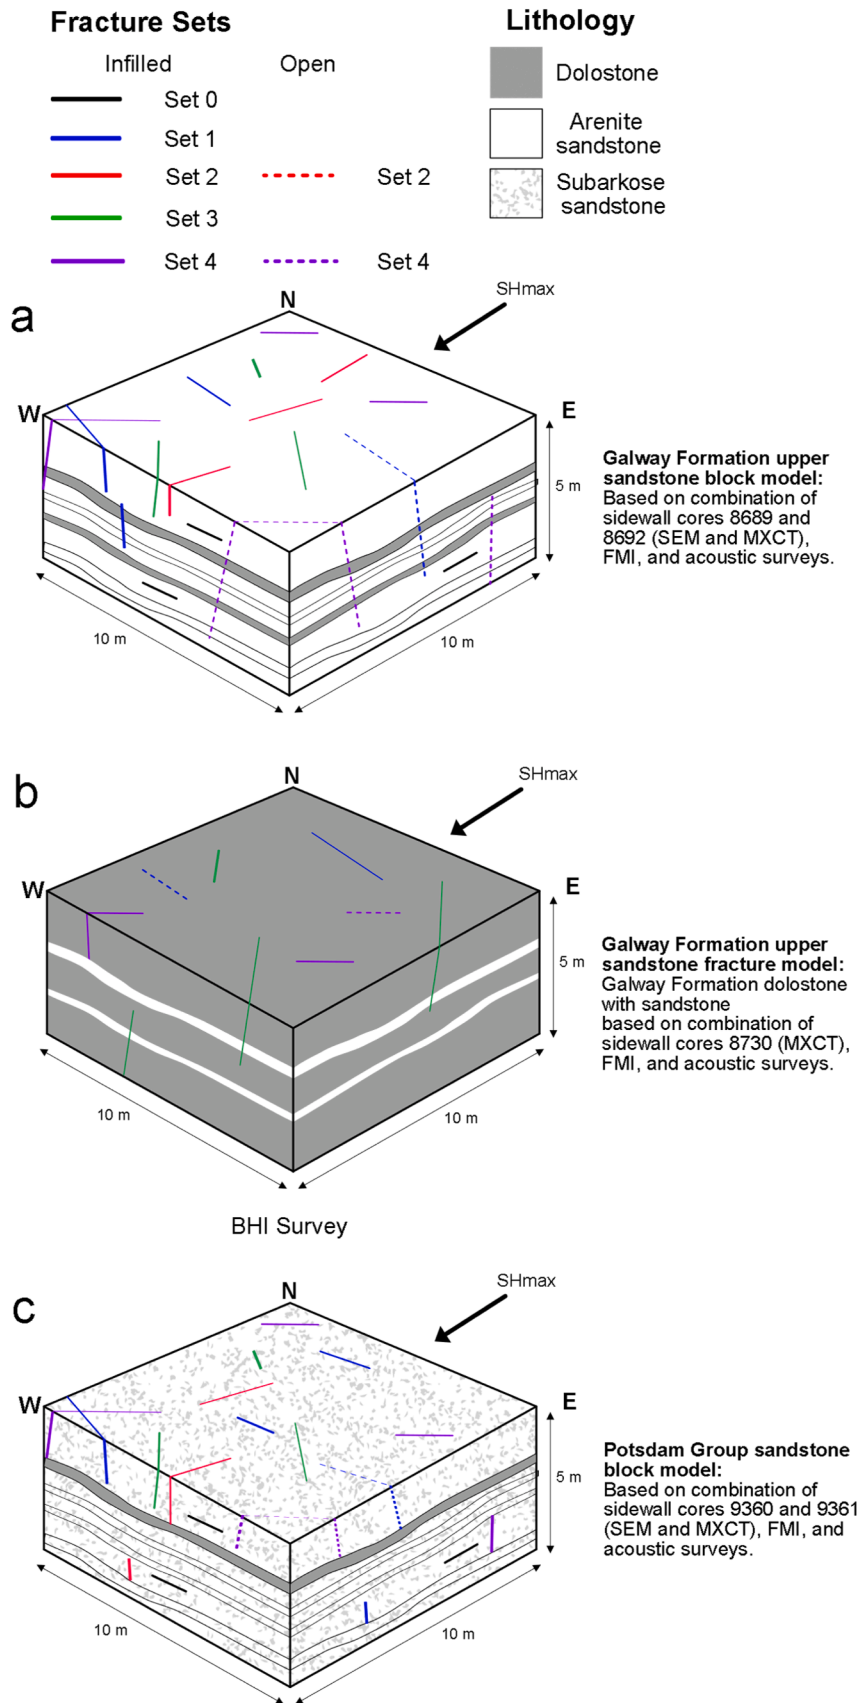 Fracture Sets
Infilled Open
Set 0
Set 1
Set 2 Set 2
Set 3
Set 4 Set 4
Lithology
Dolostone
Arenite
sandstone
Subarkose
sandstone
a
N
SHmax
W
E
5 m
10 m
10 m
Galway Formation upper
sandstone block model:
Based on combination of
sidewall cores 8689 and
8692 (SEM and MXCT),
FMI, and acoustic surveys.
b
N
SHmax
W
E
5 m
10 m
10 m
Galway Formation upper
sandstone fracture model:
Galway Formation dolostone
with sandstone
based on combination of
sidewall cores 8730 (MXCT),
FMI, and acoustic surveys.
BHI Survey
c
N
SHmax
W
E
5 m
10 m
10 m
Potsdam Group sandstone
block model:
Based on combination of
sidewall cores 9360 and 9361
(SEM and MXCT), FMI, and
acoustic surveys.